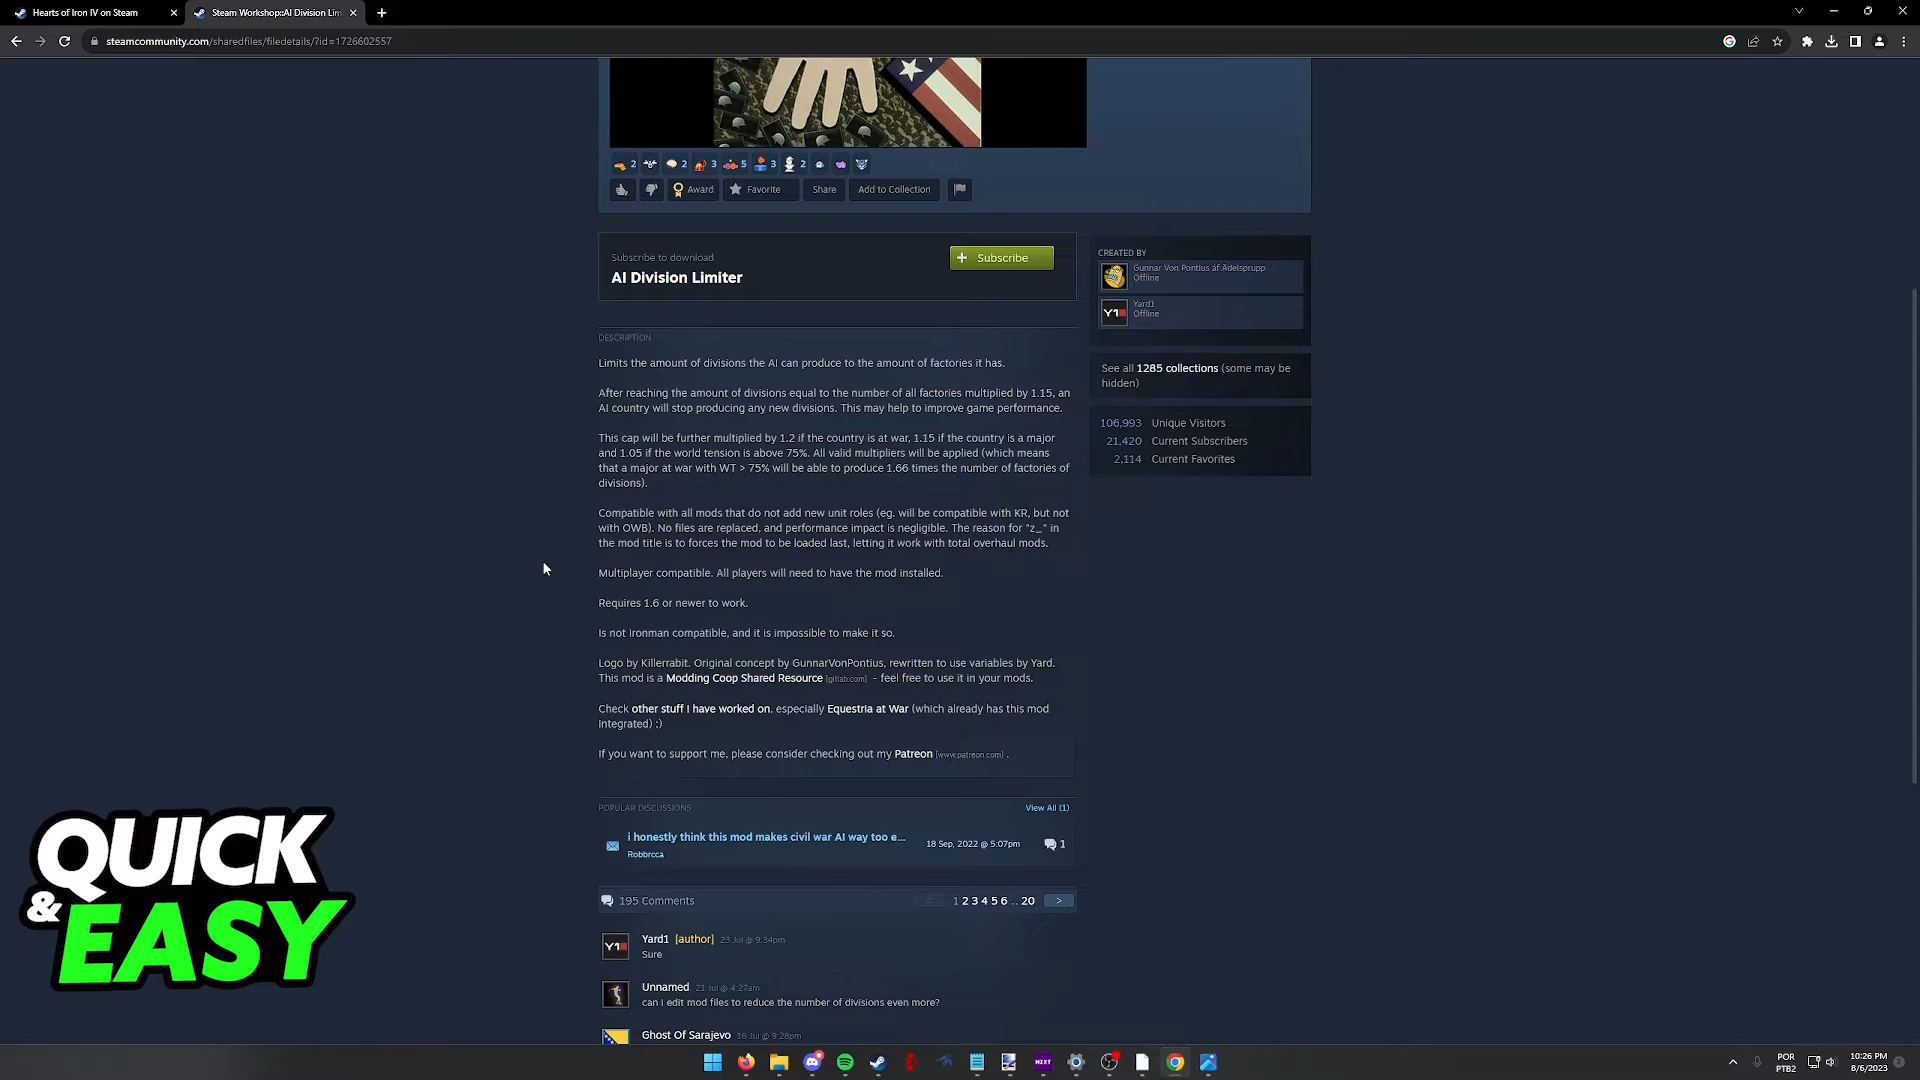 Hearts of Iron IV on Steam
Steam Workshop::AI Division Lim
steamcommunity.com/sharedfiles/filedetails/?id=1726602557
2 2 3 5 3 2
Award Favorite Share Add to Collection
Subscribe to download
AI Division Limiter
Subscribe
CREATED BY
Gunnar Von Pontius áf Ädelsprupp
Offline
Yard1
Offline
See all 1285 collections (some may be
hidden)
106,993 Unique Visitors
21,420 Current Subscribers
2,114 Current Favorites
DESCRIPTION
Limits the amount of divisions the AI can produce to the amount of factories it has.
After reaching the amount of divisions equal to the number of all factories multiplied by 1.15, an
AI country will stop producing any new divisions. This may help to improve game performance.
This cap will be further multiplied by 1.2 if the country is at war, 1.15 if the country is a major
and 1.05 if the world tension is above 75%. All valid multipliers will be applied (which means
that a major at war with WT > 75% will be able to produce 1.66 times the number of factories of
divisions).
Compatible with all mods that do not add new unit roles (eg. will be compatible with KR, but not
with OWB). No files are replaced, and performance impact is negligible. The reason for "z_" in
the mod title is to forces the mod to be loaded last, letting it work with total overhaul mods.
Multiplayer compatible. All players will need to have the mod installed.
Requires 1.6 or newer to work.
Is not Ironman compatible, and it is impossible to make it so.
Logo by Killerrabit. Original concept by GunnarVonPontius, rewritten to use variables by Yard.
This mod is a Modding Coop Shared Resource [gitlab.com] - feel free to use it in your mods.
Check other stuff I have worked on, especially Equestria at War (which already has this mod
integrated) :)
If you want to support me, please consider checking out my Patreon [www.patreon.com] .
POPULAR DISCUSSIONS
View All (1)
i honestly think this mod makes civil war AI way too e...
Robbrcca
18 Sep, 2022 @ 5:07pm
1
195 Comments
< 1 2 3 4 5 6 ... 20 >
Yard1 [author] 23 Jul @ 9:34pm
Sure
Unnamed 21 Jul @ 4:27am
can I edit mod files to reduce the number of divisions even more?
Ghost Of Sarajevo 16 Jul @ 9:28pm
QUICK
& EASY
Y1
Y1
NZXT
POR
PTB2
10:26 PM
8/6/2023